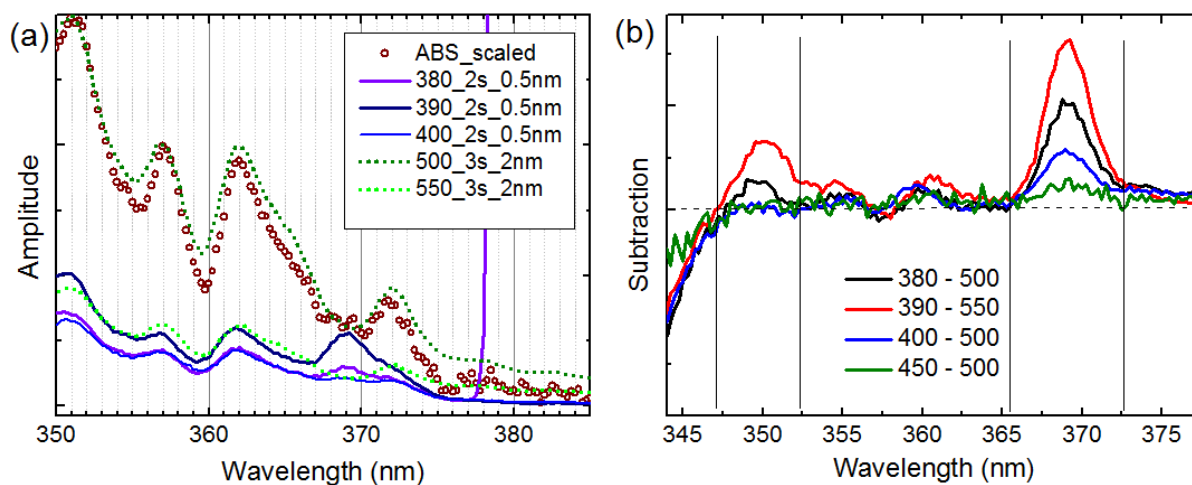 (a)
ABS_scaled
380_2s_0.5nm
390_2s_0.5nm
400_2s_0.5nm
500_3s_2nm
550_3s_2nm
Amplitude
350 360 370 380
Wavelength (nm)
(b)
Subtraction
380 - 500
390 - 550
400 - 500
450 - 500
345 350 355 360 365 370 375
Wavelength (nm)